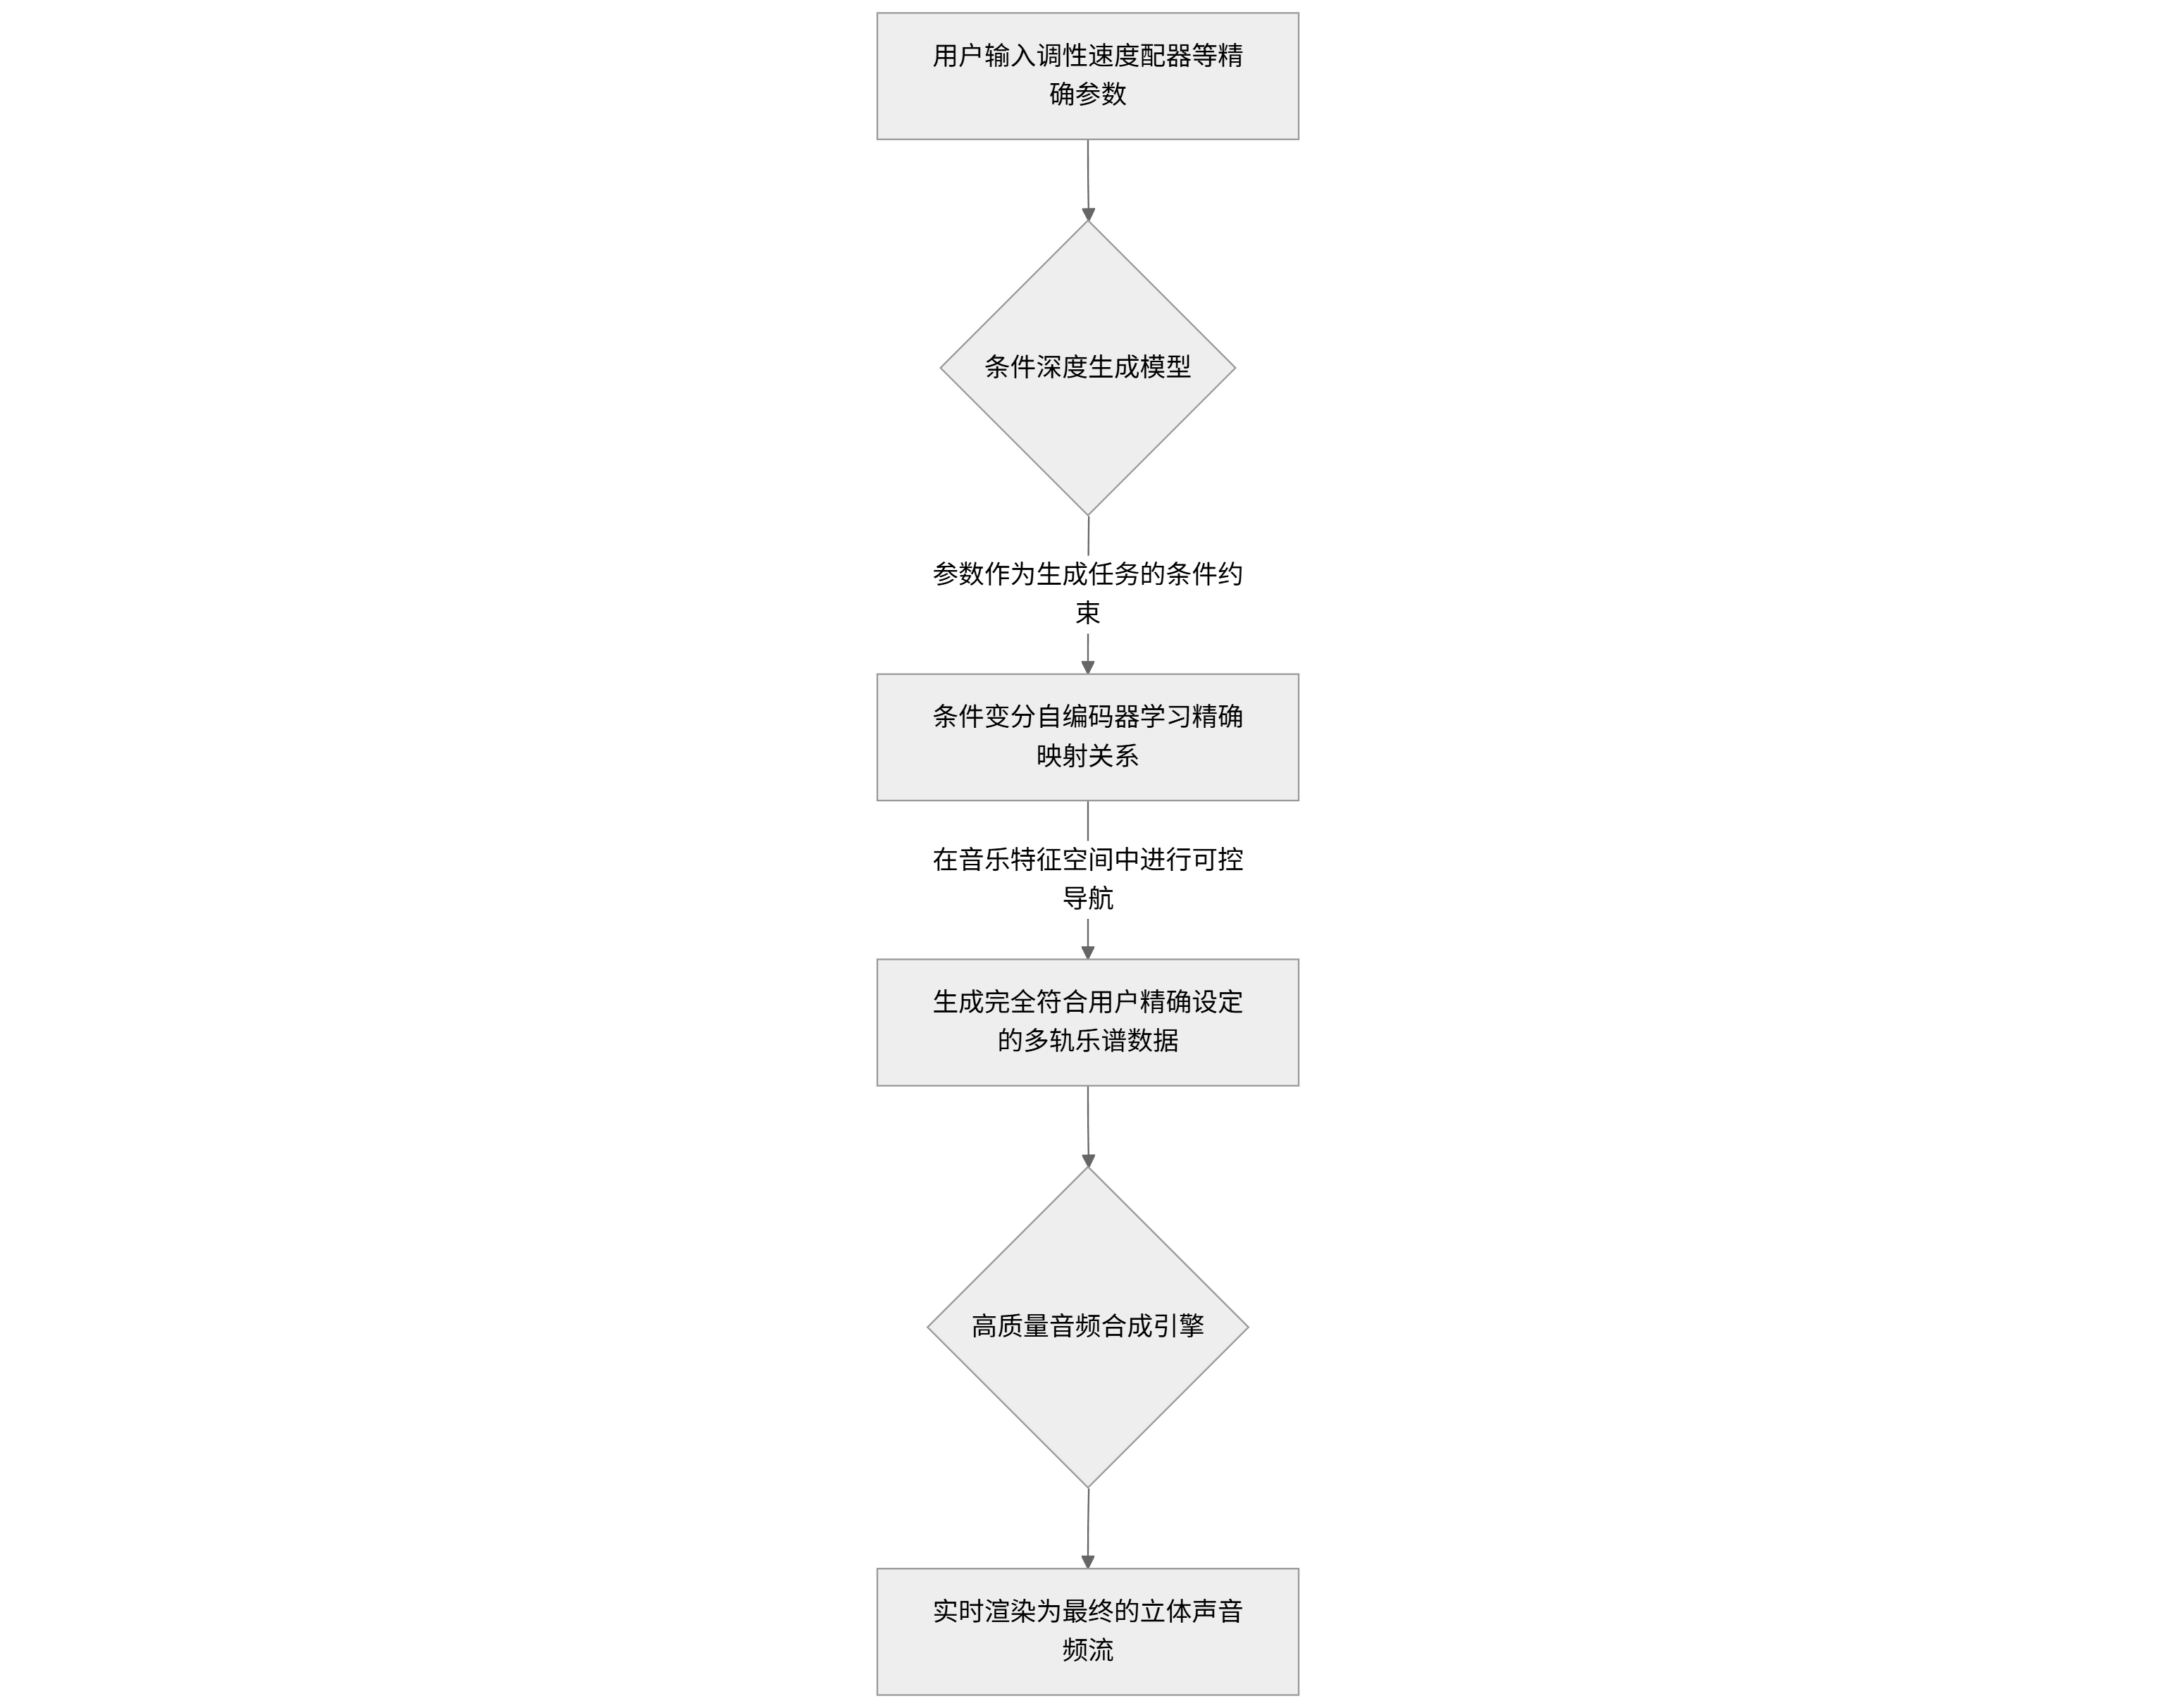 用户输入调性速度配器等精
确参数
条件深度生成模型
参数作为生成任务的条件约
束
条件变分自编码器学习精确
映射关系
在音乐特征空间中进行可控
导航
生成完全符合用户精确设定
的多轨乐谱数据
高质量音频合成引擎
实时渲染为最终的立体声音
频流